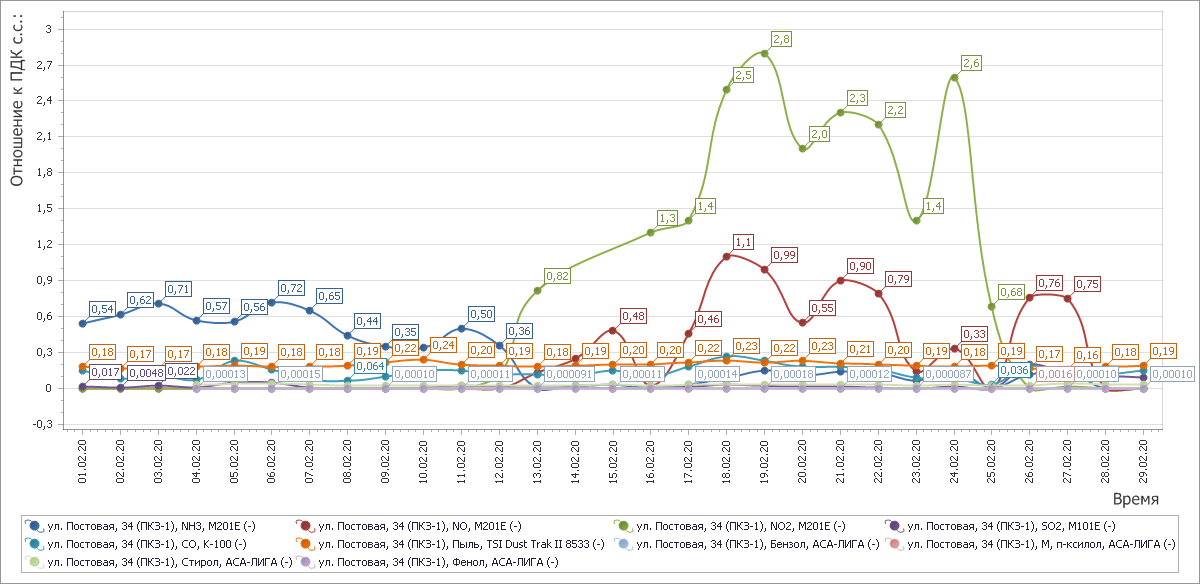 Отношение к ПДК с.с.:
3
2,7
2,4
2,1
1,8
1,5
1,2
0,9
0,6
0,3
0
-0,3
2,8
2,5
2,6
2,3
2,2
2,0
1,4 1,4
1,3
1,1
0,99
0,90
0,82
0,79
0,76 0,75
0,68
0,54 0,62 0,71 0,57 0,56 0,72 0,65
0,44 0,35 0,50 0,36
0,48 0,46 0,55 0,33
0,18 0,17 0,17 0,18 0,19 0,18 0,18 0,19 0,22 0,24 0,20 0,19 0,18 0,19 0,20 0,20 0,22 0,23 0,22 0,23 0,21 0,20 0,19 0,18 0,19 0,17 0,16 0,18 0,19
0,017 0,0048 0,022 0,00013 0,00015 0,064 0,00010 0,00011 0,000091 0,00011 0,00014 0,00018 0,00012 0,000087 0,036 0,0016 0,00010 0,00010
01.02.20 02.02.20 03.02.20 04.02.20 05.02.20 06.02.20 07.02.20 08.02.20 09.02.20 10.02.20 11.02.20 12.02.20 13.02.20 14.02.20 15.02.20 16.02.20 17.02.20 18.02.20 19.02.20 20.02.20 21.02.20 22.02.20 23.02.20 24.02.20 25.02.20 26.02.20 27.02.20 28.02.20 29.02.20
Время
ул. Постовая, 34 (ПКЗ-1), NH3, M201E (-) ул. Постовая, 34 (ПКЗ-1), NO, M201E (-) ул. Постовая, 34 (ПКЗ-1), NO2, M201E (-) ул. Постовая, 34 (ПКЗ-1), SO2, M101E (-)
ул. Постовая, 34 (ПКЗ-1), CO, К-100 (-) ул. Постовая, 34 (ПКЗ-1), Пыль, TSI Dust Trak II 8533 (-) ул. Постовая, 34 (ПКЗ-1), Бензол, АСА-ЛИГА (-) ул. Постовая, 34 (ПКЗ-1), М, п-ксилол, АСА-ЛИГА (-)
ул. Постовая, 34 (ПКЗ-1), Стирол, АСА-ЛИГА (-) ул. Постовая, 34 (ПКЗ-1), Фенол, АСА-ЛИГА (-)